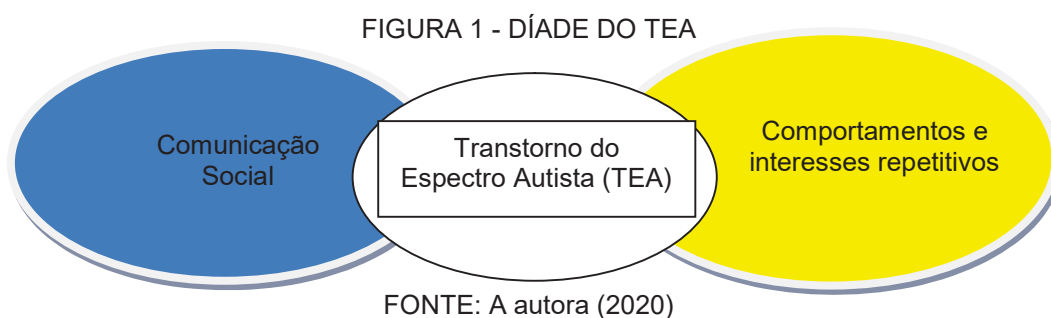 FIGURA 1 - DÍADE DO TEA
Comunicação
Social
Transtorno do
Espectro Autista (TEA)
Comportamentos e
interesses repetitivos
FONTE: A autora (2020)